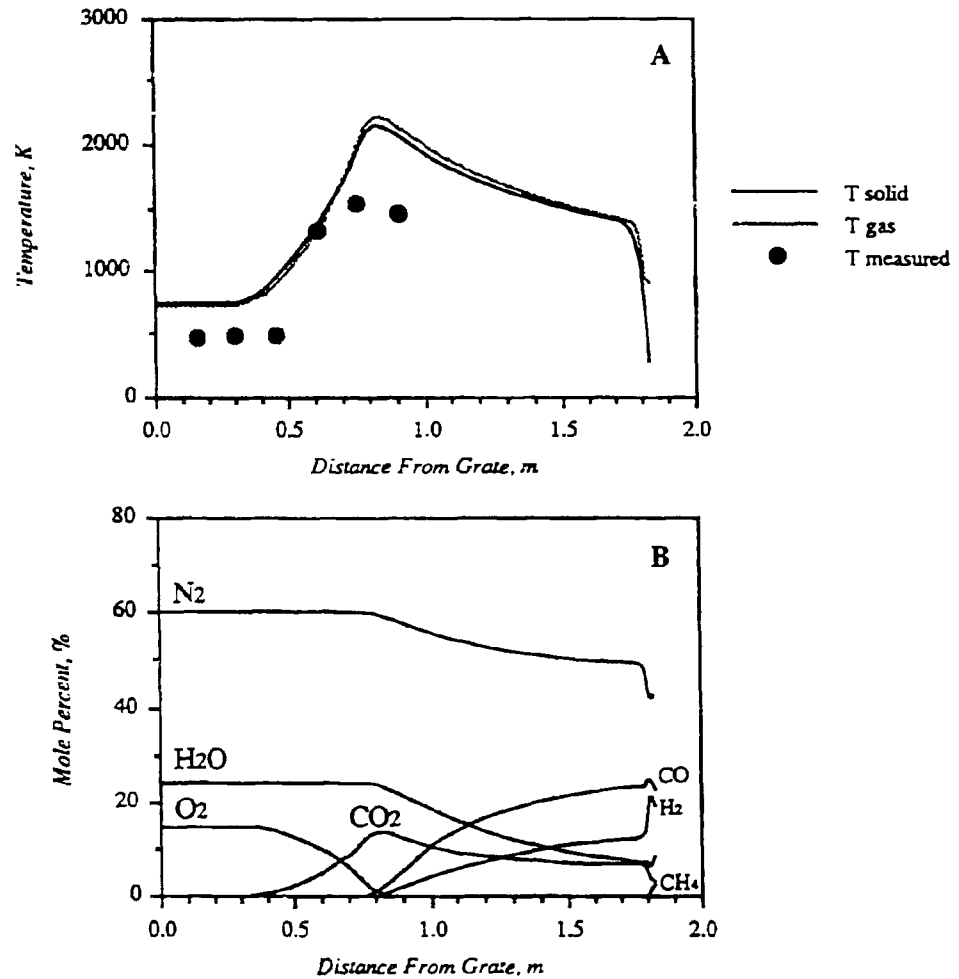 A
3000
2000
1000
0
Temperature, K
0.0 0.5 1.0 1.5 2.0
Distance From Grate, m
T solid
T gas
T measured
B
80
60
40
20
0
Mole Percent, %
N2
H2O
O2
CO2
CO
H2
CH4
0.0 0.5 1.0 1.5 2.0
Distance From Grate, m